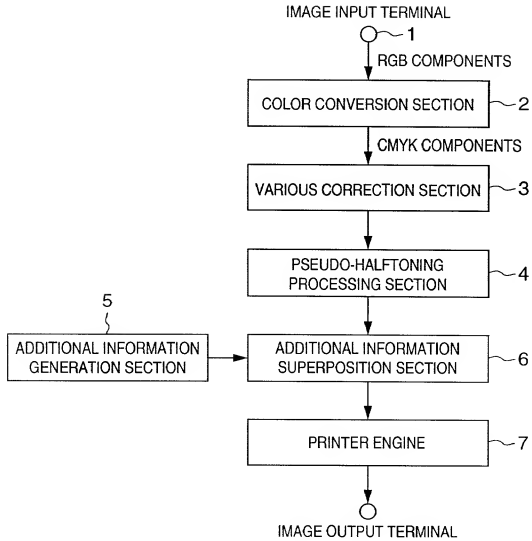 IMAGE INPUT TERMINAL
1
RGB COMPONENTS
COLOR CONVERSION SECTION
2
CMYK COMPONENTS
VARIOUS CORRECTION SECTION
3
PSEUDO-HALFTONING
PROCESSING SECTION
4
5
ADDITIONAL INFORMATION
GENERATION SECTION
ADDITIONAL INFORMATION
SUPERPOSITION SECTION
6
PRINTER ENGINE
7
IMAGE OUTPUT TERMINAL